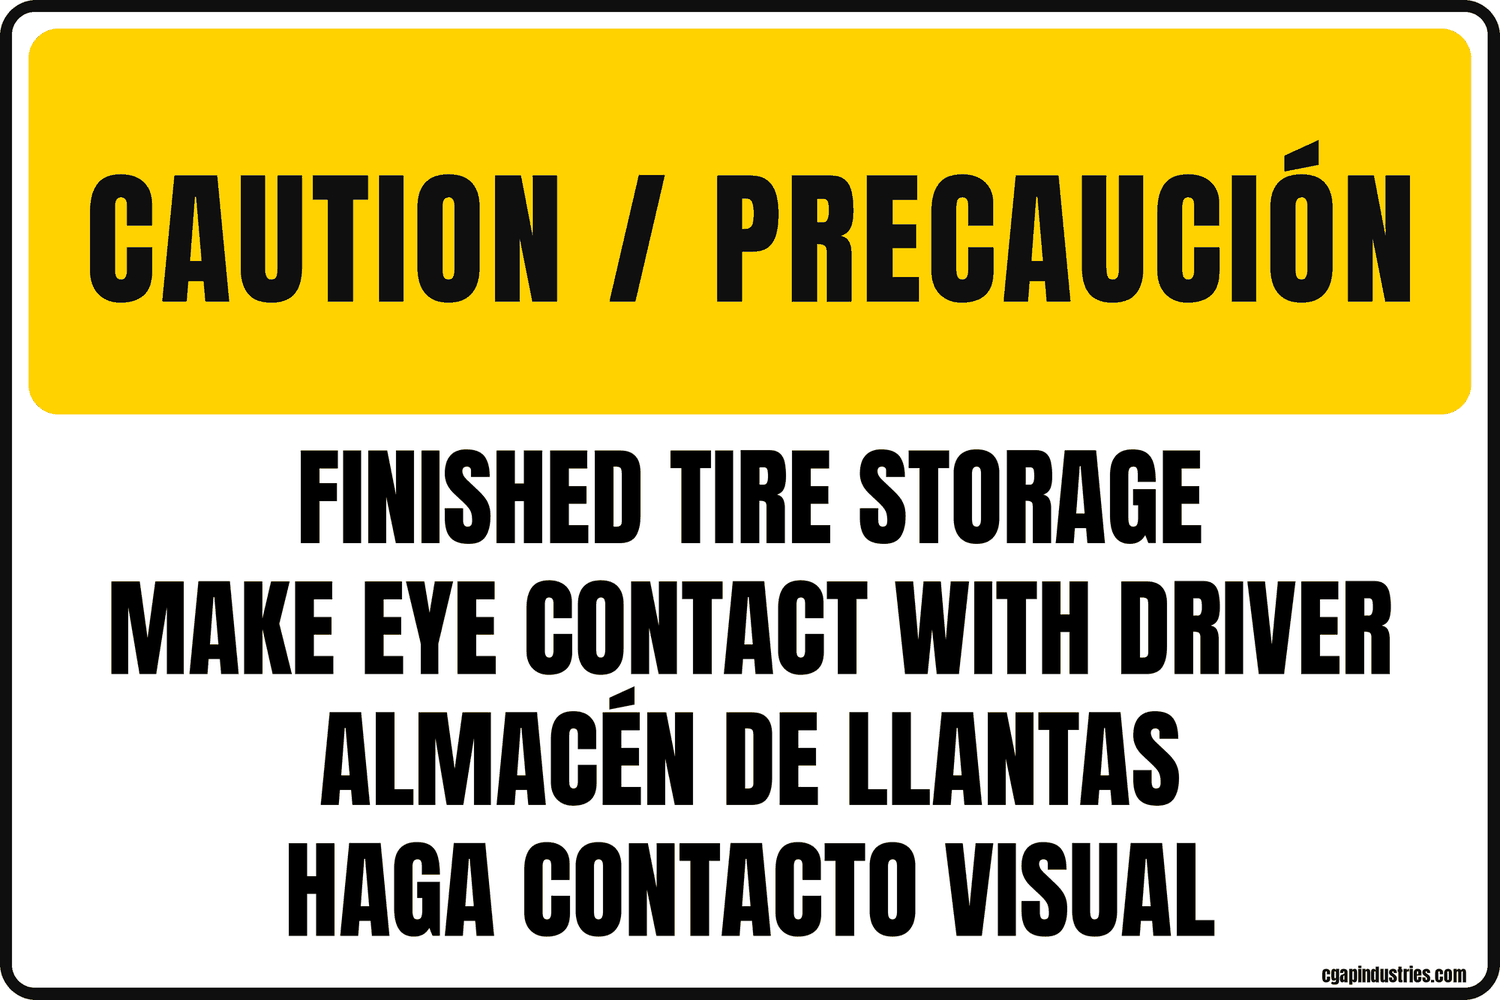 CAUTION / PRECAUCIÓN
FINISHED TIRE STORAGE
MAKE EYE CONTACT WITH DRIVER
ALMACÉN DE LLANTAS
HAGA CONTACTO VISUAL
cgapindustries.com